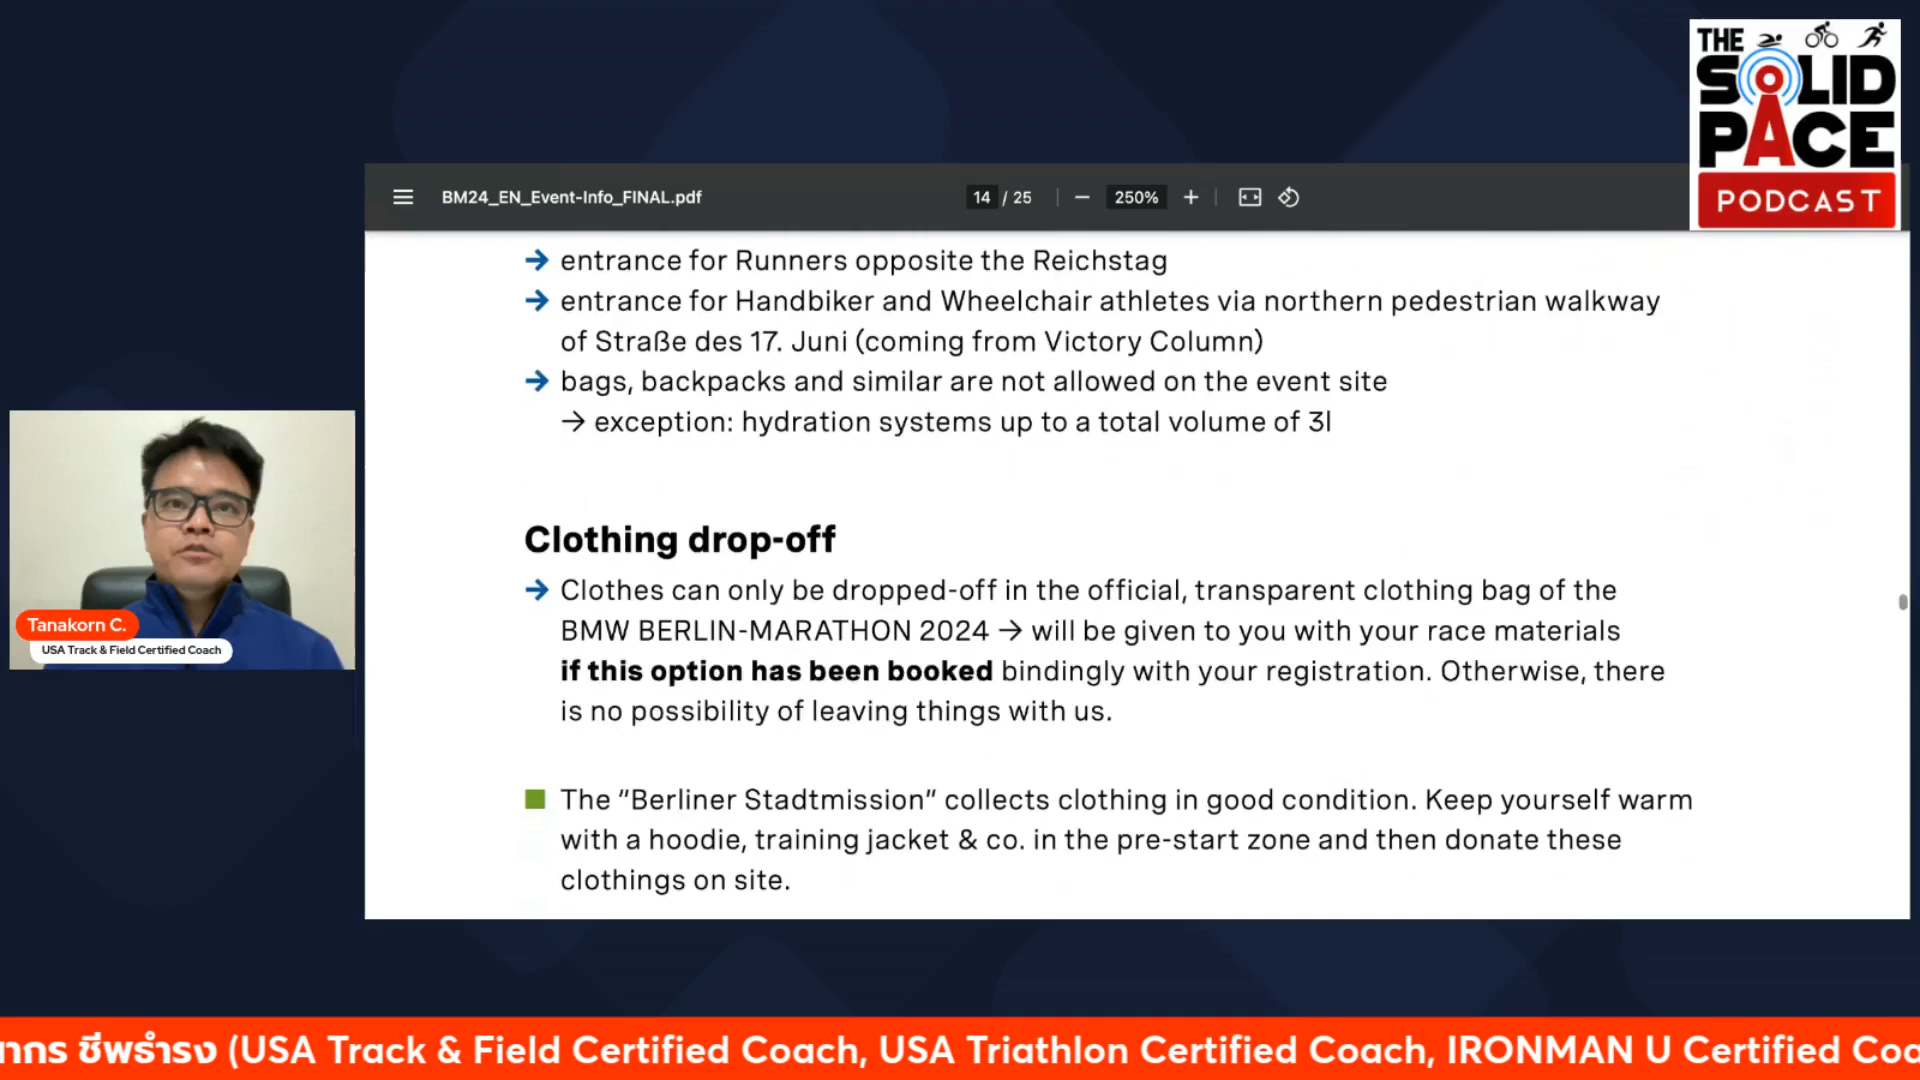 THE
SOLID
PACE
PODCAST
BM24_EN_Event-Info_FINAL.pdf
14 / 25
250%
→ entrance for Runners opposite the Reichstag
→ entrance for Handbiker and Wheelchair athletes via northern pedestrian walkway
of Straße des 17. Juni (coming from Victory Column)
→ bags, backpacks and similar are not allowed on the event site
→ exception: hydration systems up to a total volume of 3l
Clothing drop-off
→ Clothes can only be dropped-off in the official, transparent clothing bag of the
BMW BERLIN-MARATHON 2024 → will be given to you with your race materials
if this option has been booked bindingly with your registration. Otherwise, there
is no possibility of leaving things with us.
The "Berliner Stadtmission" collects clothing in good condition. Keep yourself warm
with a hoodie, training jacket & co. in the pre-start zone and then donate these
clothings on site.
Tanakorn C.
USA Track & Field Certified Coach
นากร ชีพธำรง (USA Track & Field Certified Coach, USA Triathlon Certified Coach, IRONMAN U Certified Coa